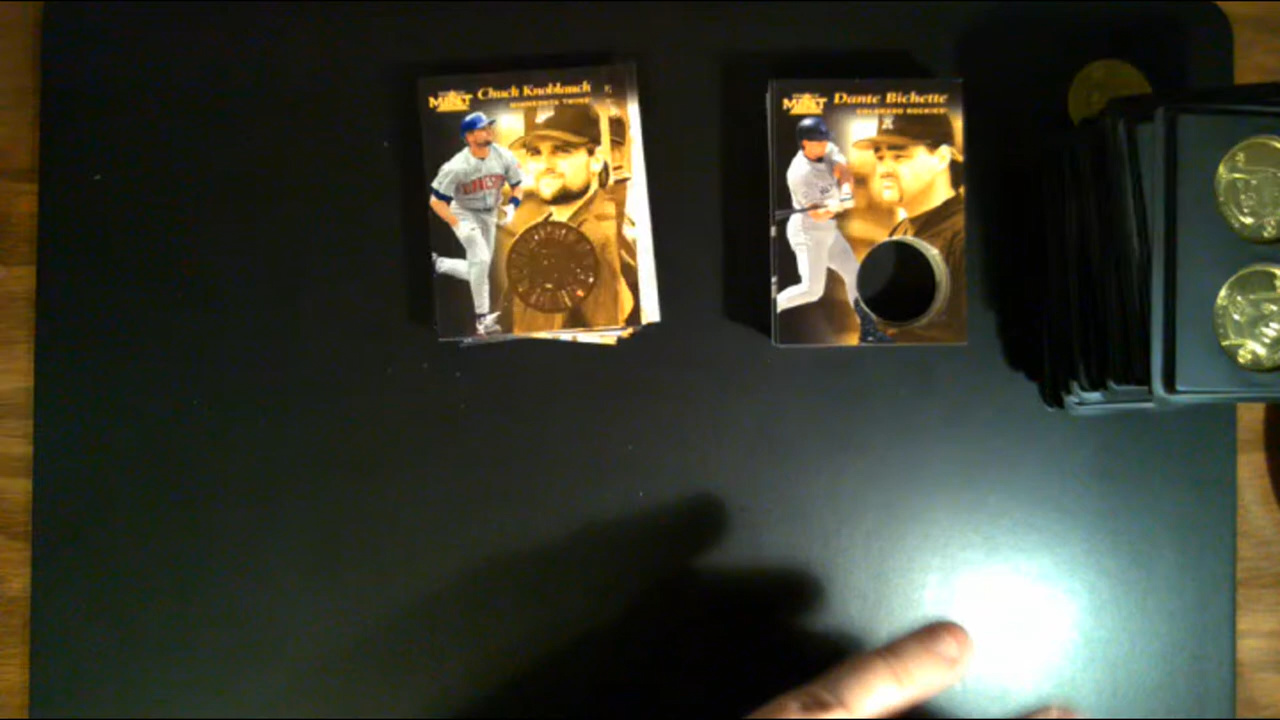 MINT
Chuck Knoblauch
MINNESOTA TWINS
MINT
Dante Bichette
COLORADO ROCKIES